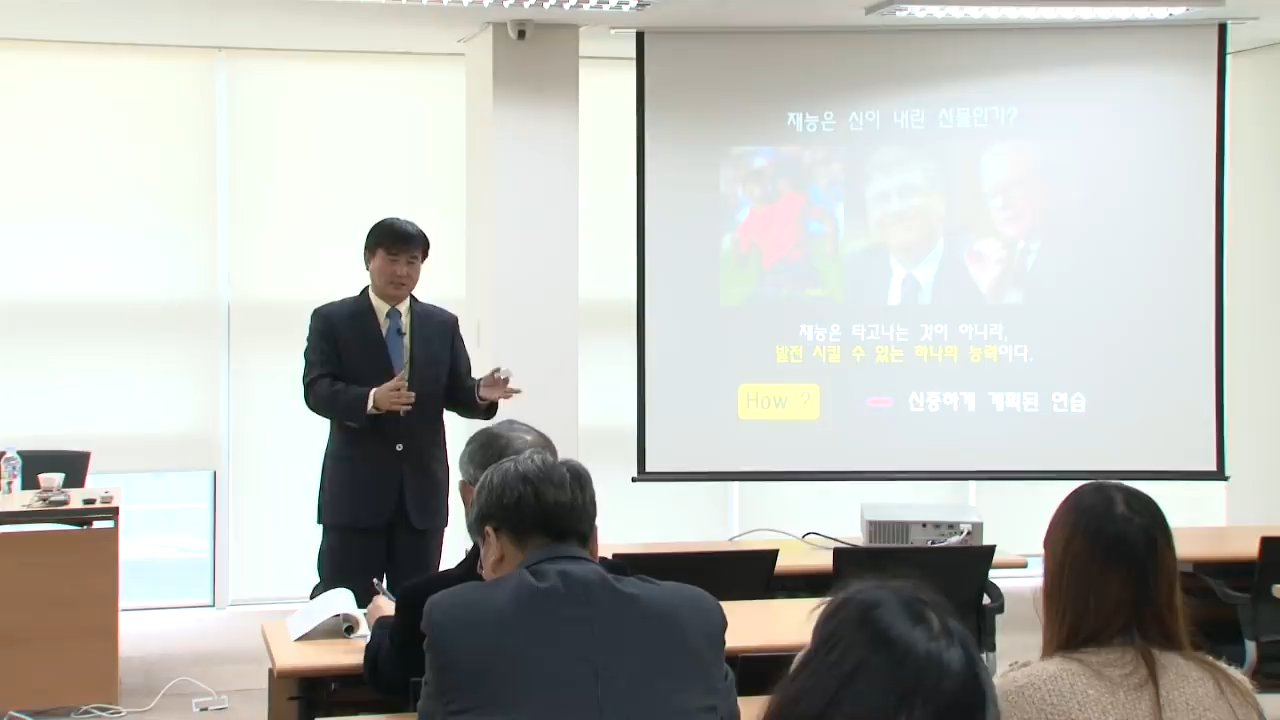 재능은 신이 내린 선물인가?
재능은 타고나는 것이 아니라,
발전 시킬 수 있는 하나의 능력이다.
How ?
신중하게 계획된 연습